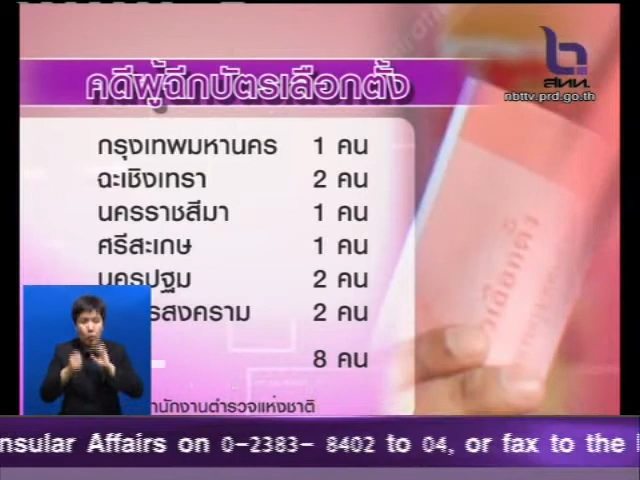 สทท.
nbttv.prd.go.th
คดีผู้ฉีกบัตรเลือกตั้ง
กรุงเทพมหานคร 1 คน
ฉะเชิงเทรา 2 คน
นครราชสีมา 1 คน
ศรีสะเกษ 1 คน
นครปฐม 2 คน
รสงคราม 2 คน
8 คน
านักงานตำรวจแห่งชาติ
nsular Affairs on 0-2383- 8402 to 04, or fax to the